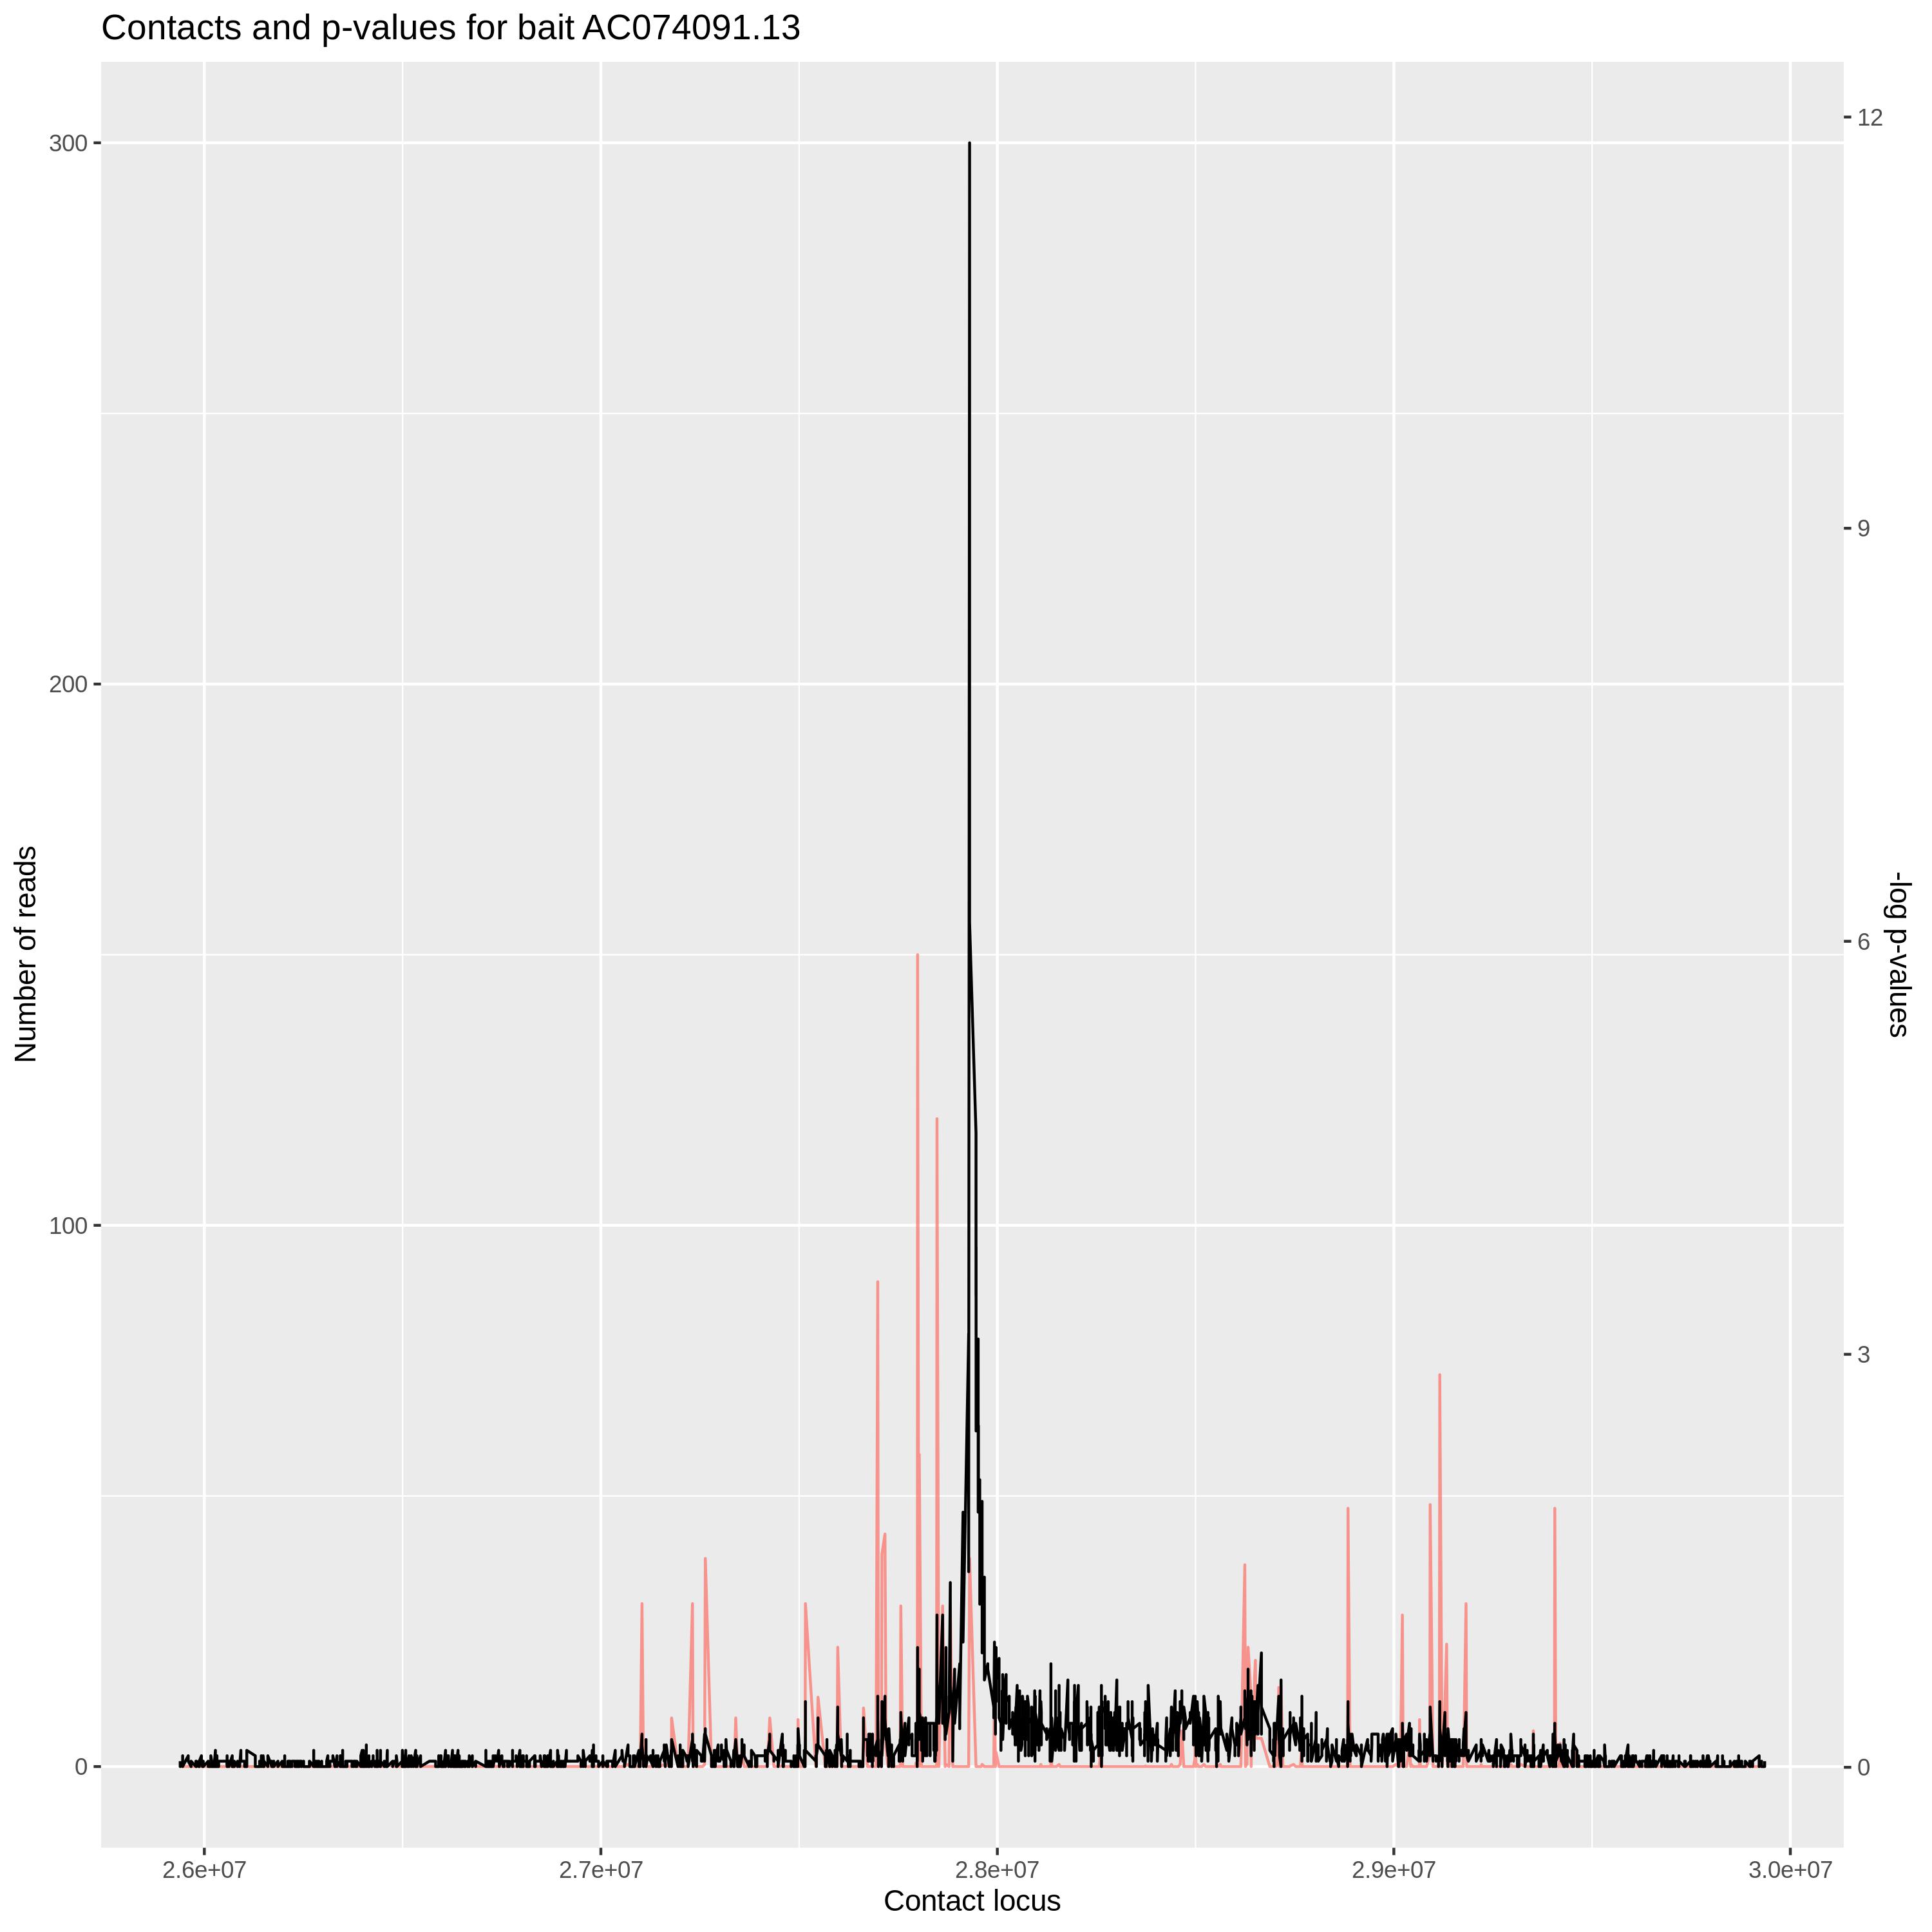 Contacts and p-values for bait AC074091.13
300
200
100
0
Number of reads
12
9
6
3
0
-log p-values
2.6e+07
2.7e+07
2.8e+07
2.9e+07
3.0e+07
Contact locus